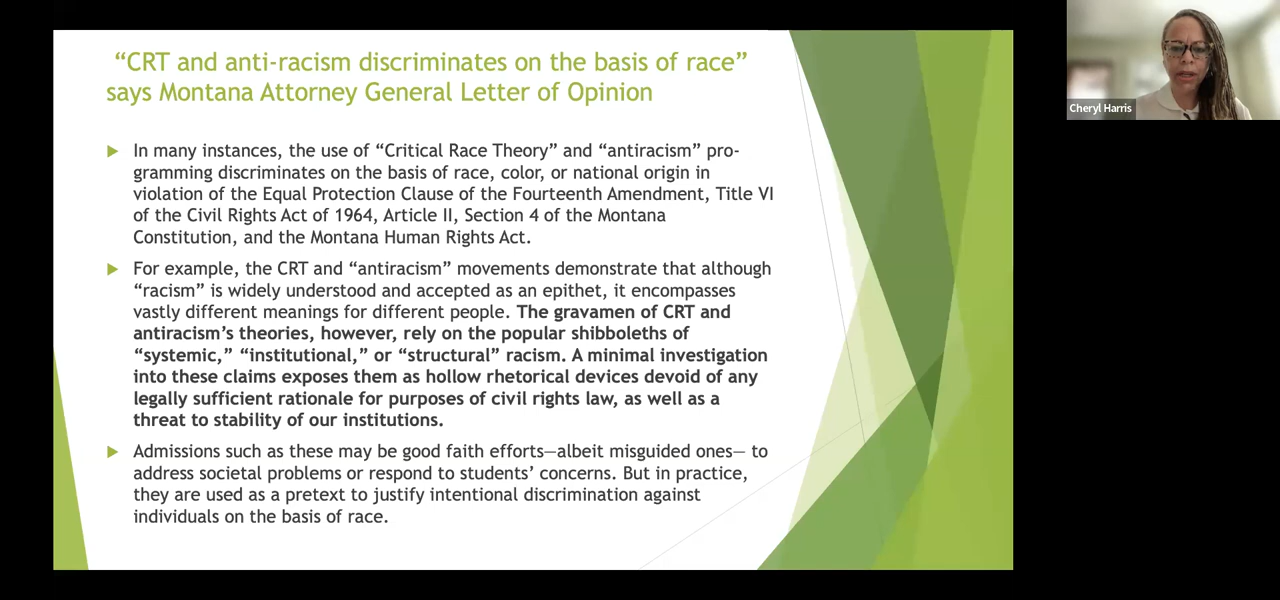 “CRT and anti-racism discriminates on the basis of race”
says Montana Attorney General Letter of Opinion
In many instances, the use of “Critical Race Theory” and “antiracism” pro-
gramming discriminates on the basis of race, color, or national origin in
violation of the Equal Protection Clause of the Fourteenth Amendment, Title VI
of the Civil Rights Act of 1964, Article II, Section 4 of the Montana
Constitution, and the Montana Human Rights Act.
For example, the CRT and “antiracism” movements demonstrate that although
“racism” is widely understood and accepted as an epithet, it encompasses
vastly different meanings for different people. The gravamen of CRT and
antiracism’s theories, however, rely on the popular shibboleths of
“systemic,” “institutional,” or “structural” racism. A minimal investigation
into these claims exposes them as hollow rhetorical devices devoid of any
legally sufficient rationale for purposes of civil rights law, as well as a
threat to stability of our institutions.
Admissions such as these may be good faith efforts—albeit misguided ones— to
address societal problems or respond to students’ concerns. But in practice,
they are used as a pretext to justify intentional discrimination against
individuals on the basis of race.
Cheryl Harris